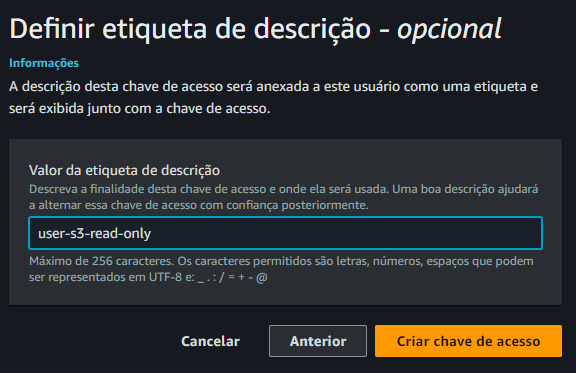 Definir etiqueta de descrição - opcional
Informações
A descrição desta chave de acesso será anexada a este usuário como uma etiqueta e
será exibida junto com a chave de acesso.
Valor da etiqueta de descrição
Descreva a finalidade desta chave de acesso e onde ela será usada. Uma boa descrição ajudará
a alternar essa chave de acesso com confiança posteriormente.
user-s3-read-only
Máximo de 256 caracteres. Os caracteres permitidos são letras, números, espaços que podem
ser representados em UTF-8 e: _ . : / = + - @
Cancelar Anterior Criar chave de acesso